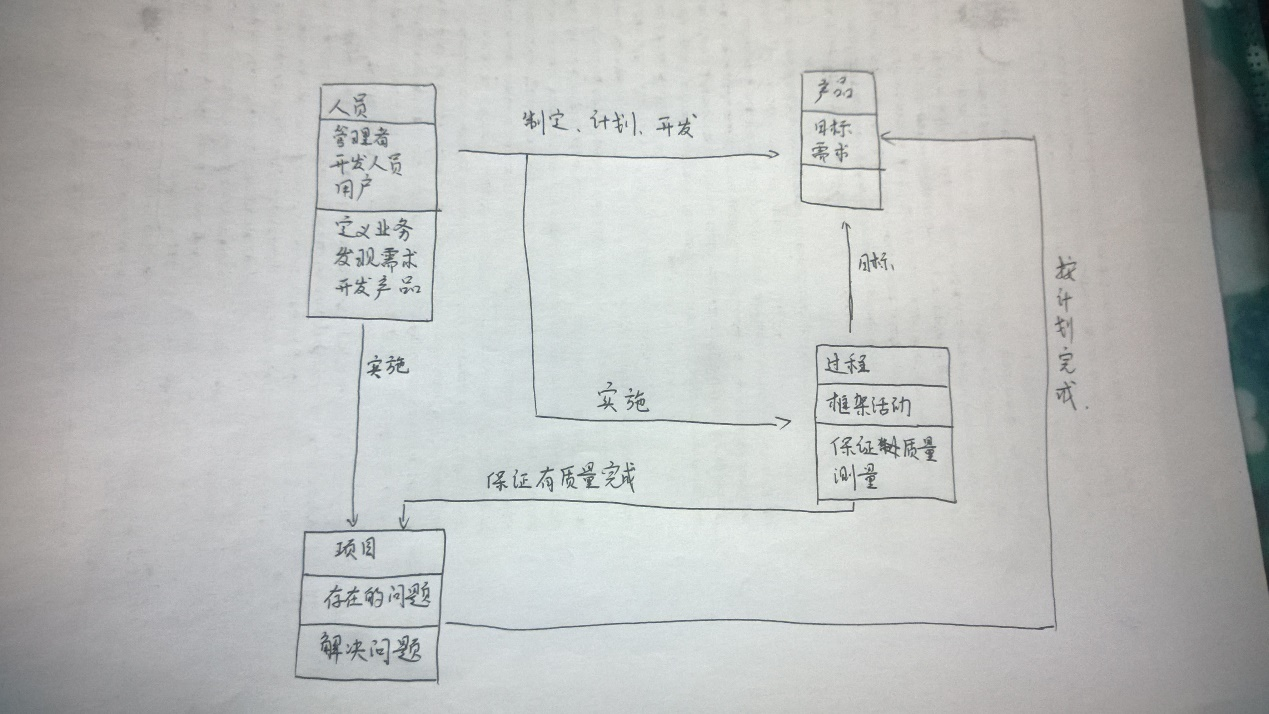 人员
管理者
开发人员
用户
定义业务
发现需求
开发产品
制定、计划、开发
产品
目标
需求
目标
按计划完成.
实施
实施
过程
框架活动
保证质量
测量
保证有质量完成
项目
存在的问题
解决问题